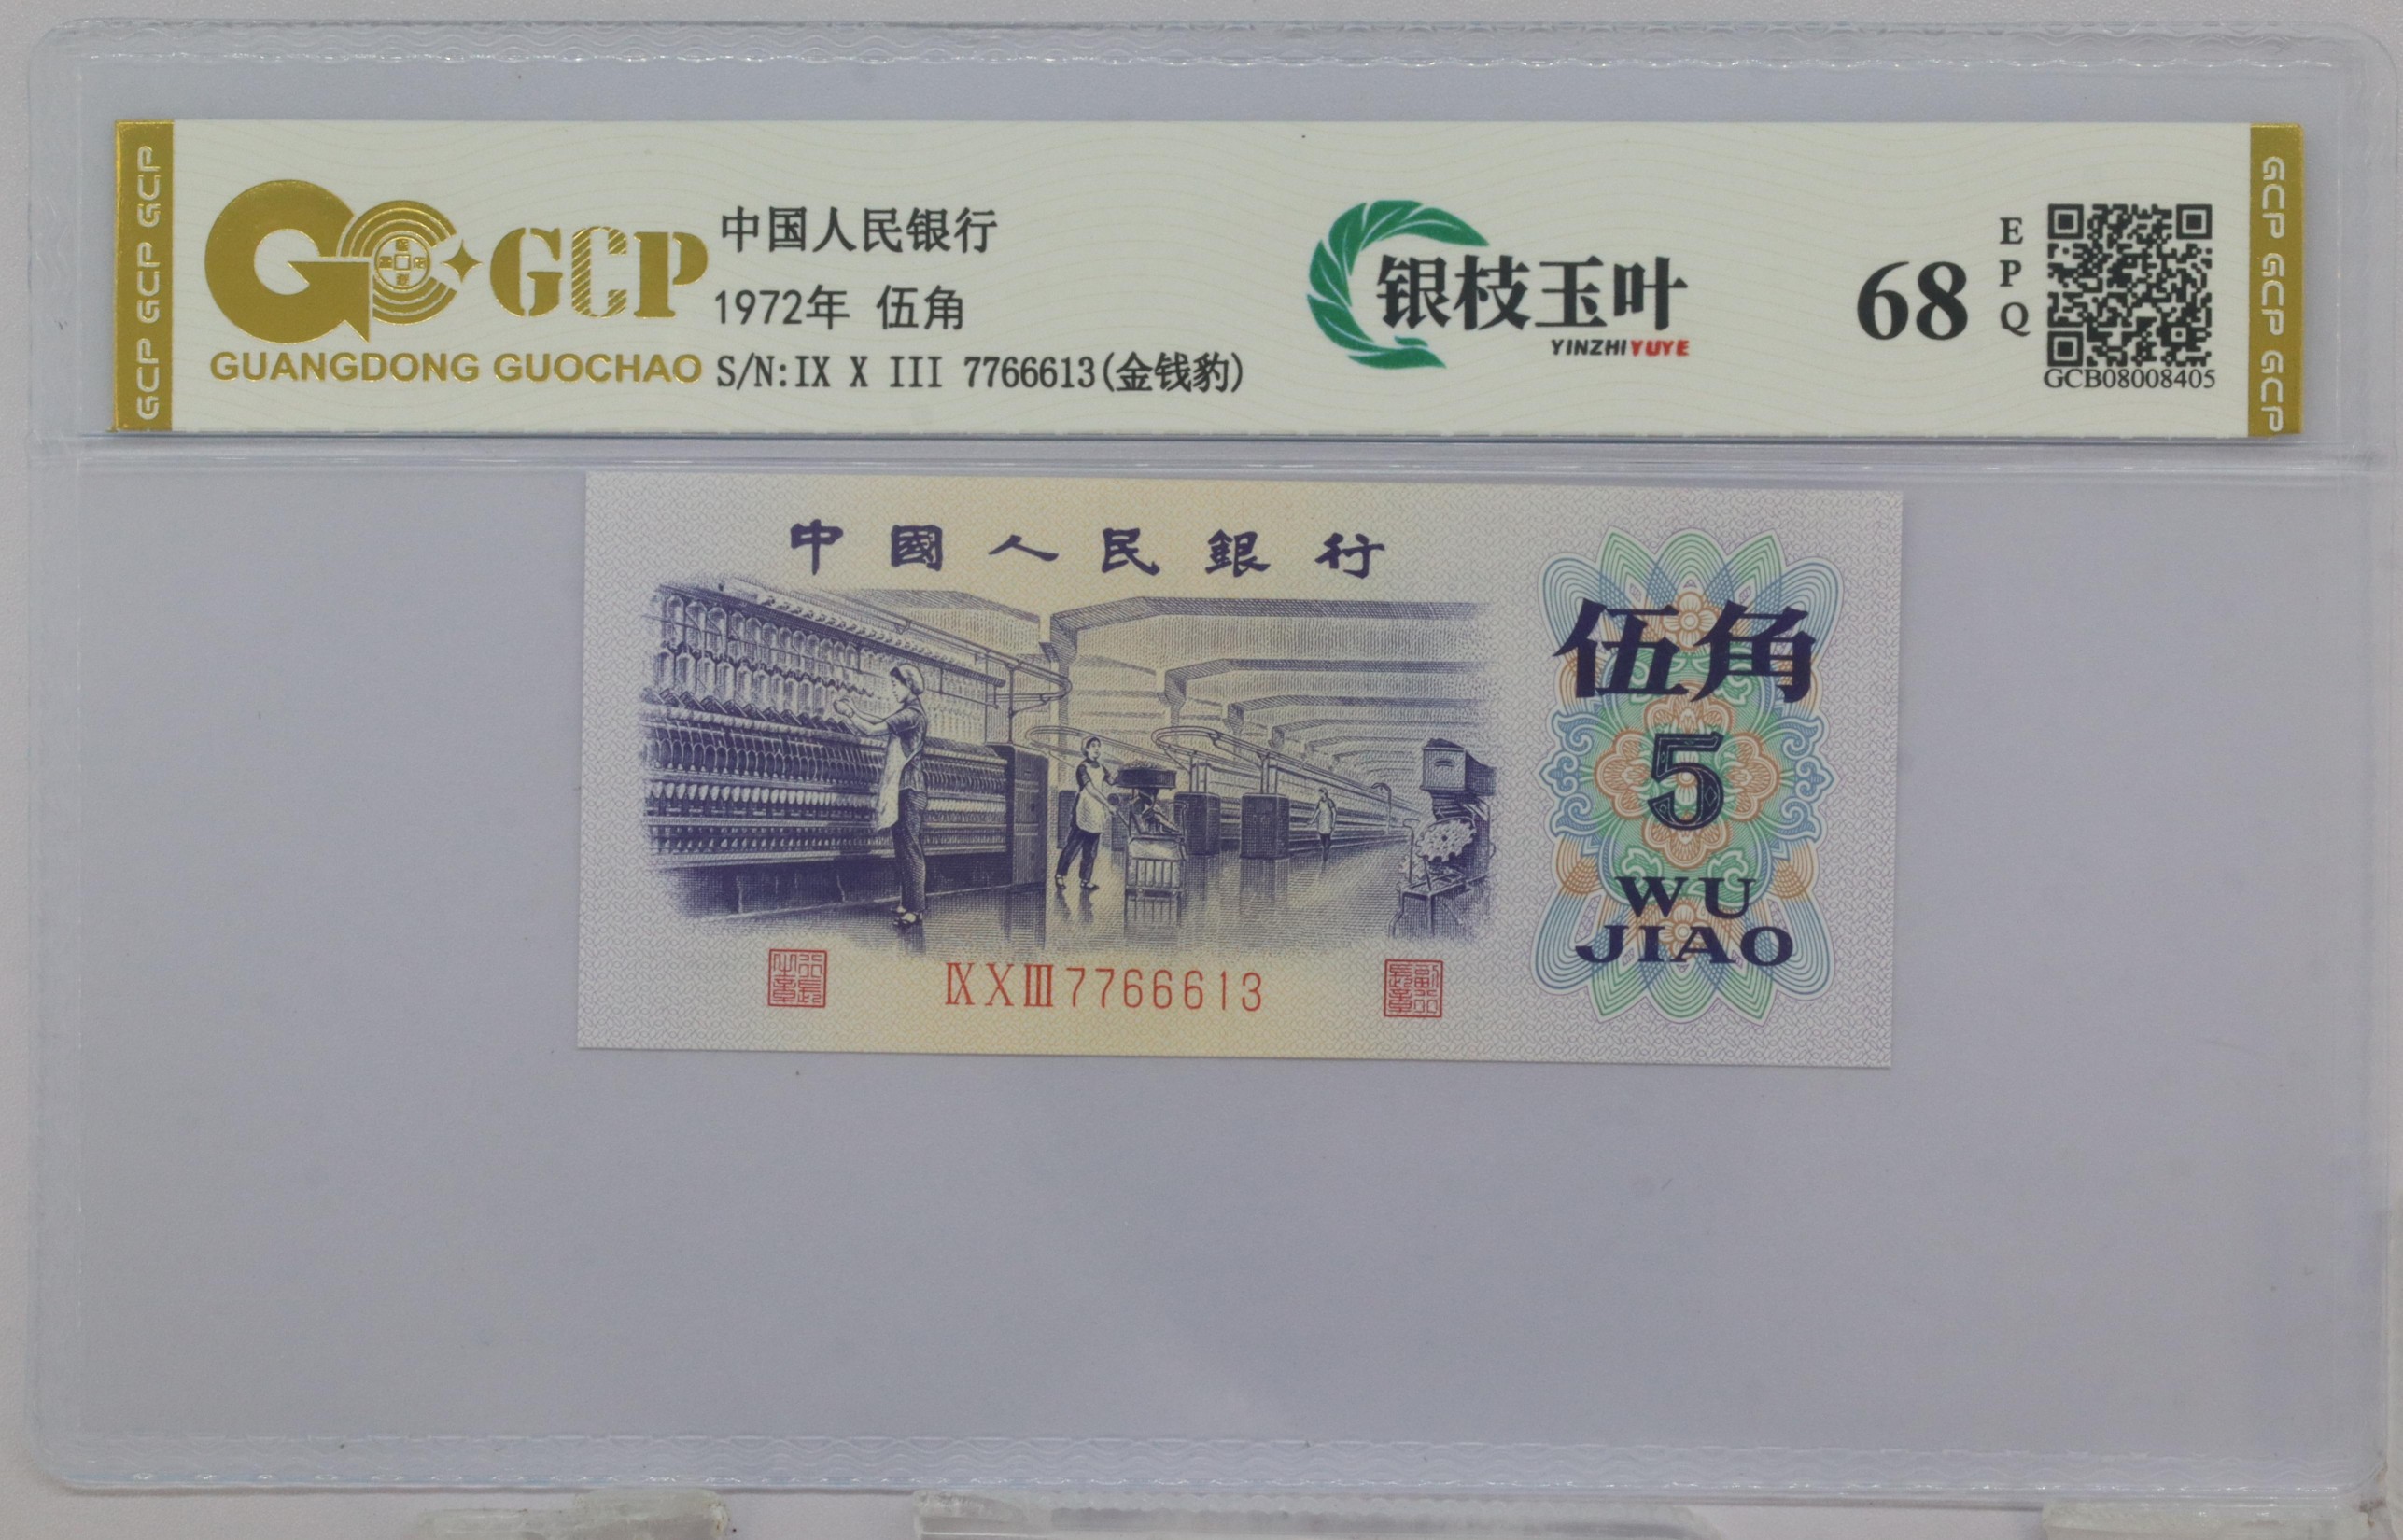 GCP GCP GCP
GCP
GUANGDONG GUOCHAO
中国人民银行
1972年 伍角
S/N:IX X III 7766613(金钱豹)
银枝玉叶
YINZHIYUYE
68
EPQ
GCB08008405
GCP GCP GCP
中國人民銀行
伍角
5
WU
JIAO
ⅨⅩⅢ7766613